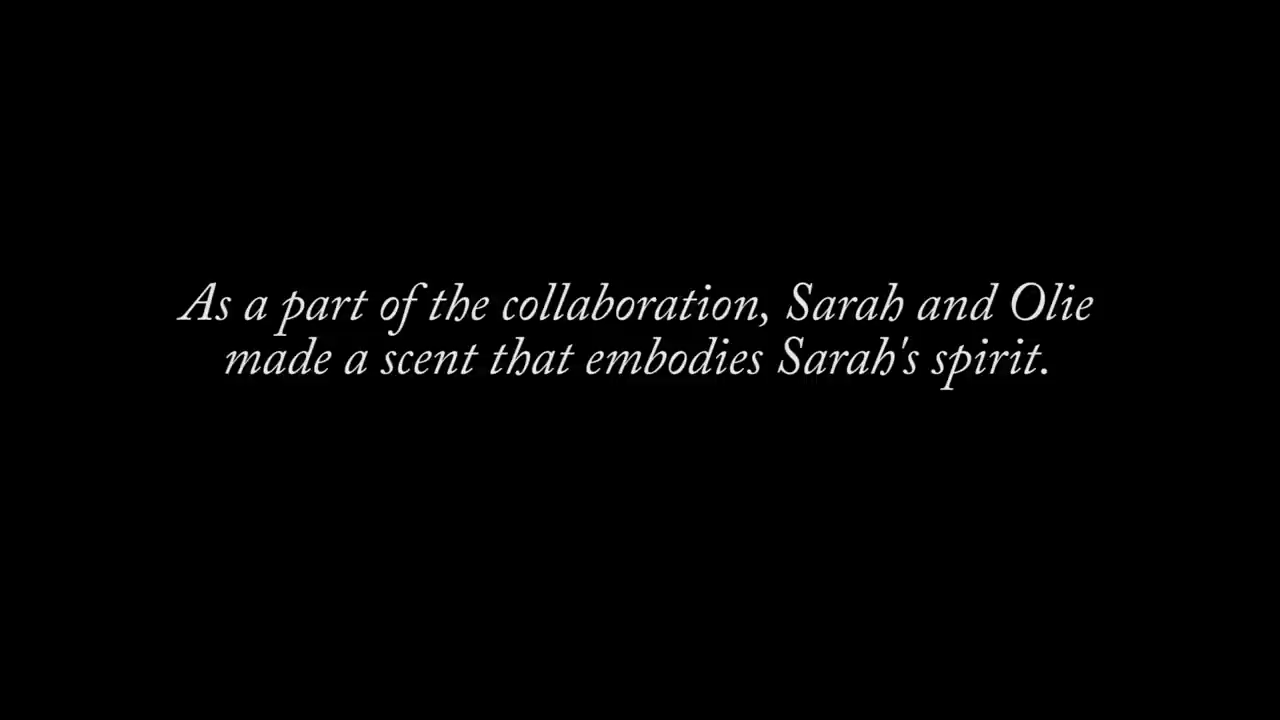 As a part of the collaboration, Sarah and Olie
made a scent that embodies Sarah's spirit.